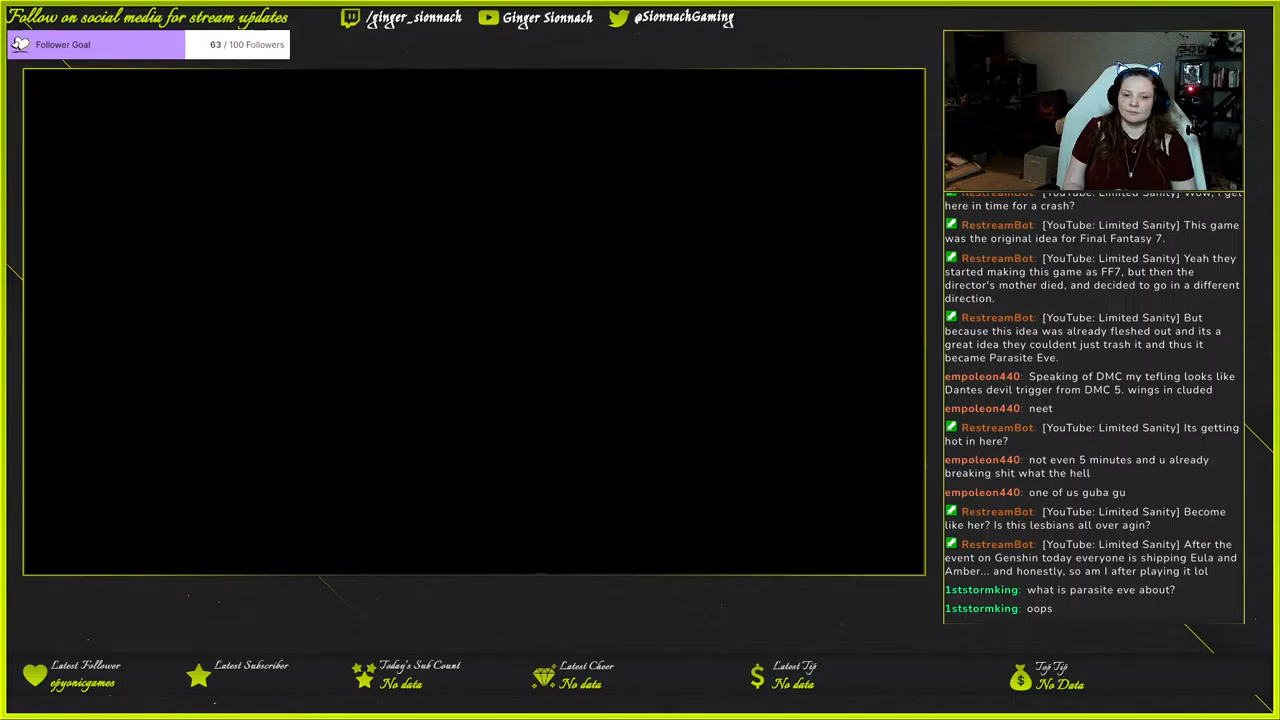 Follow on social media for stream updates
/ginger_sionnach
Ginger Sionnach
@SionnachGaming
Follower Goal
63 / 100 Followers
RestreamBot: [YouTube: Limited Sanity] Wow, I get
here in time for a crash?
RestreamBot: [YouTube: Limited Sanity] This game
was the original idea for Final Fantasy 7.
RestreamBot: [YouTube: Limited Sanity] Yeah they
started making this game as FF7, but then the
director's mother died, and decided to go in a different
direction.
RestreamBot: [YouTube: Limited Sanity] But
because this idea was already fleshed out and its a
great idea they couldent just trash it and thus it
became Parasite Eve.
empoleon440: Speaking of DMC my tefling looks like
Dantes devil trigger from DMC 5. wings in cluded
empoleon440: neet
RestreamBot: [YouTube: Limited Sanity] Its getting
hot in here?
empoleon440: not even 5 minutes and u already
breaking shit what the hell
empoleon440: one of us guba gu
RestreamBot: [YouTube: Limited Sanity] Become
like her? Is this lesbians all over agin?
RestreamBot: [YouTube: Limited Sanity] After the
event on Genshin today everyone is shipping Eula and
Amber... and honestly, so am I after playing it lol
1ststormking: what is parasite eve about?
1ststormking: oops
Latest Follower
epyonicgames
Latest Subscriber
Today's Sub Count
No data
Latest Cheer
No data
Latest Tip
No data
Top Tip
No Data